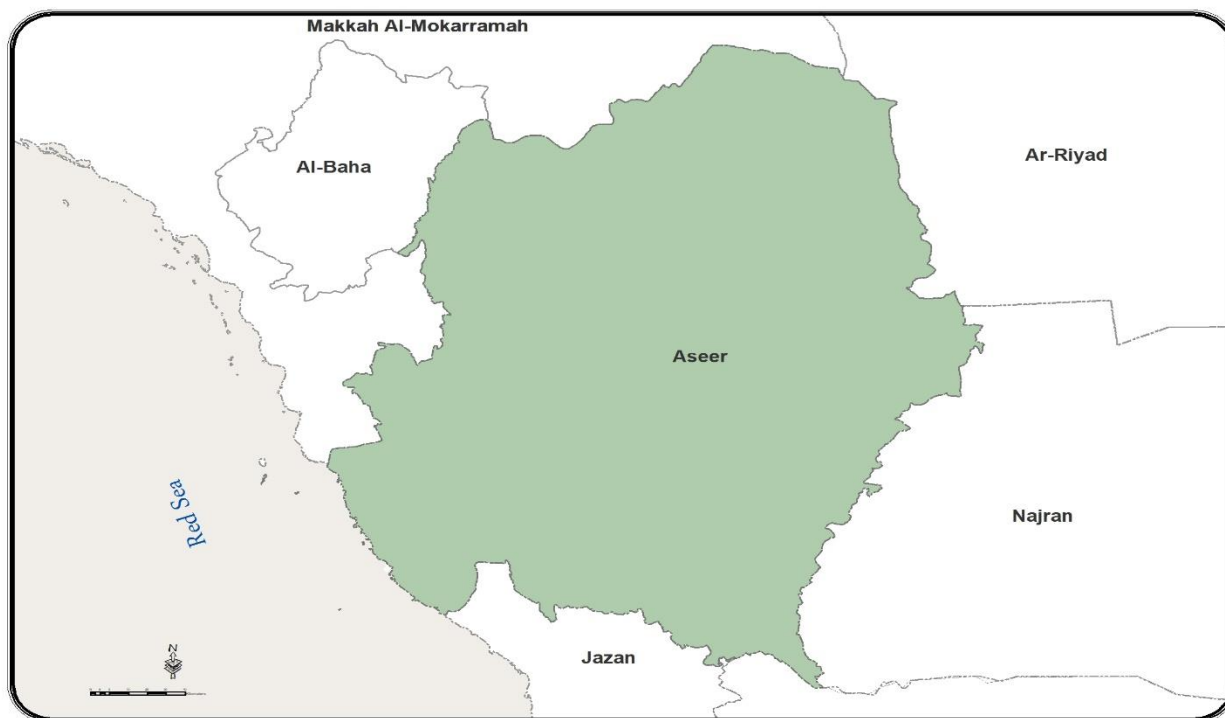 Makkah Al-Mokarramah
Al-Baha
Ar-Riyad
Aseer
Red Sea
Najran
Jazan
N